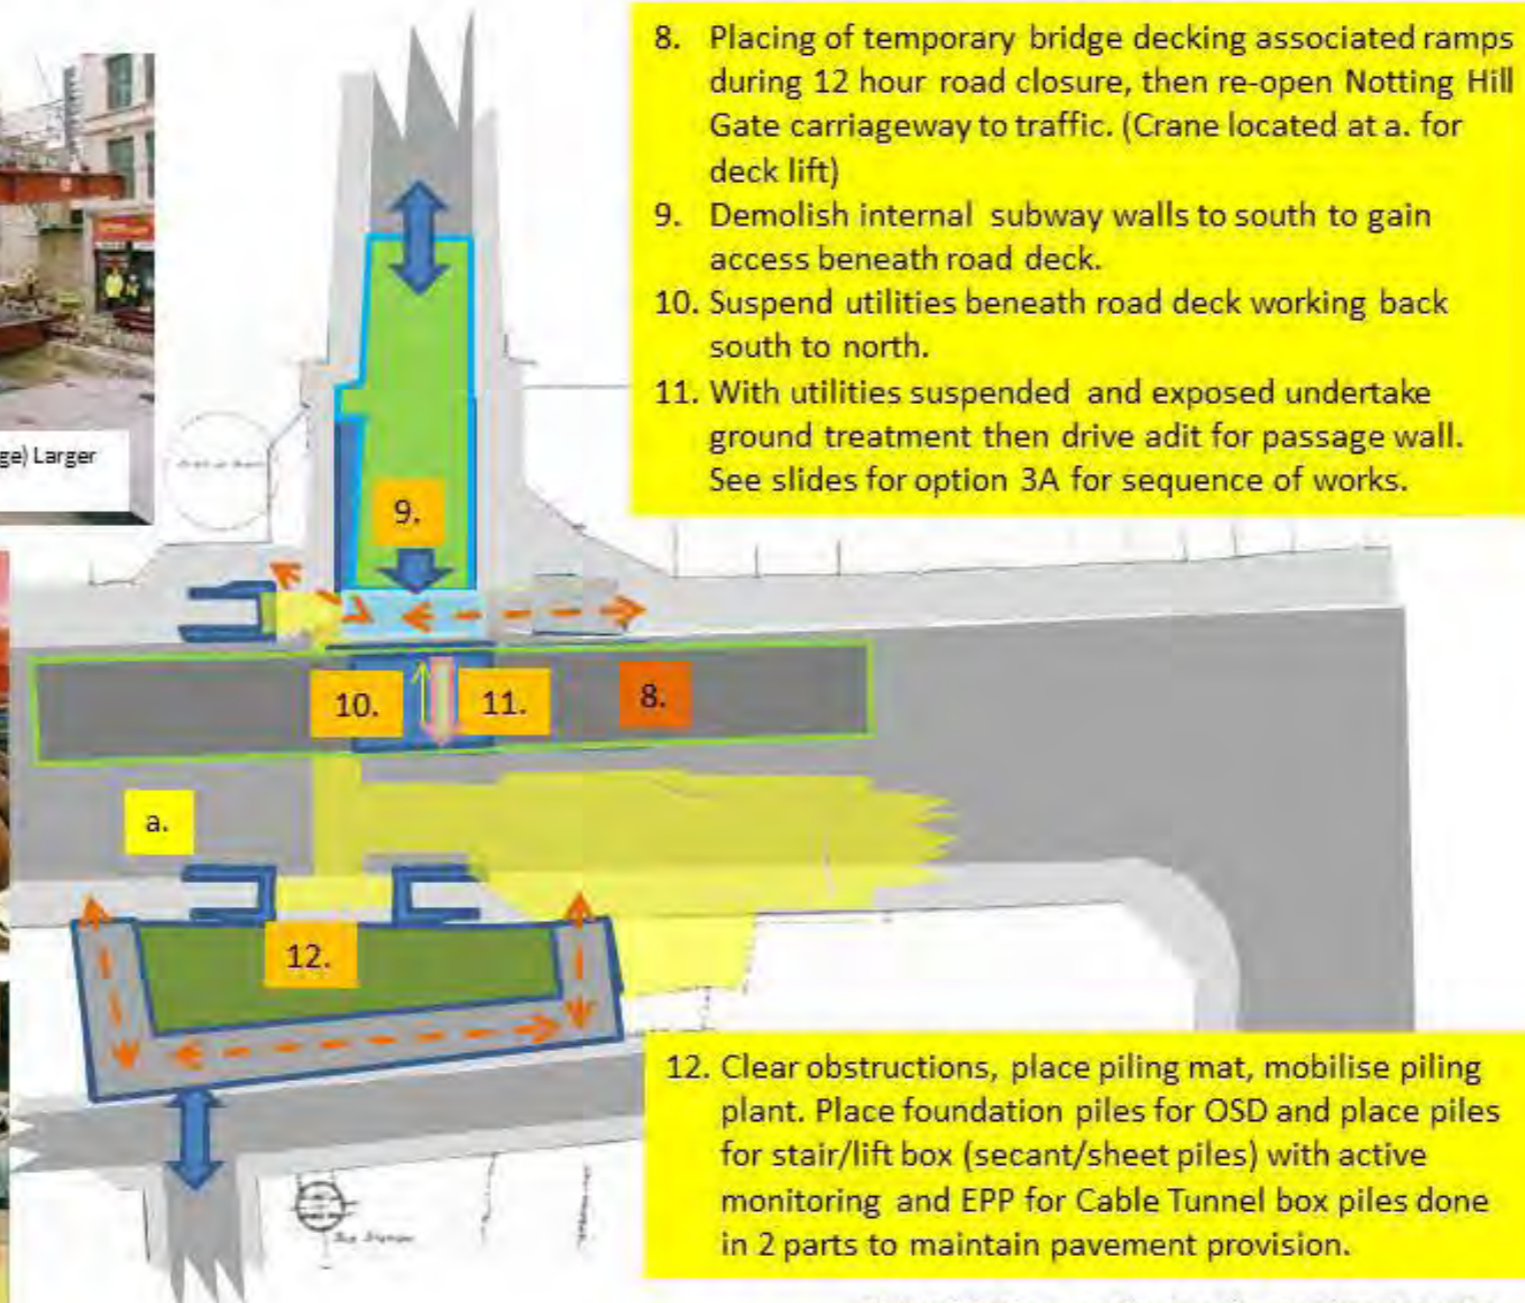 8. Placing of temporary bridge decking associated ramps
during 12 hour road closure, then re-open Notting Hill
Gate carriageway to traffic. (Crane located at a. for
deck lift)
9. Demolish internal subway walls to south to gain
access beneath road deck.
10. Suspend utilities beneath road deck working back
south to north.
11. With utilities suspended and exposed undertake
ground treatment then drive adit for passage wall.
See slides for option 3A for sequence of works.
ge) Larger
9.
10.
11.
8.
a.
12.
12. Clear obstructions, place piling mat, mobilise piling
plant. Place foundation piles for OSD and place piles
for stair/lift box (secant/sheet piles) with active
monitoring and EPP for Cable Tunnel box piles done
in 2 parts to maintain pavement provision.